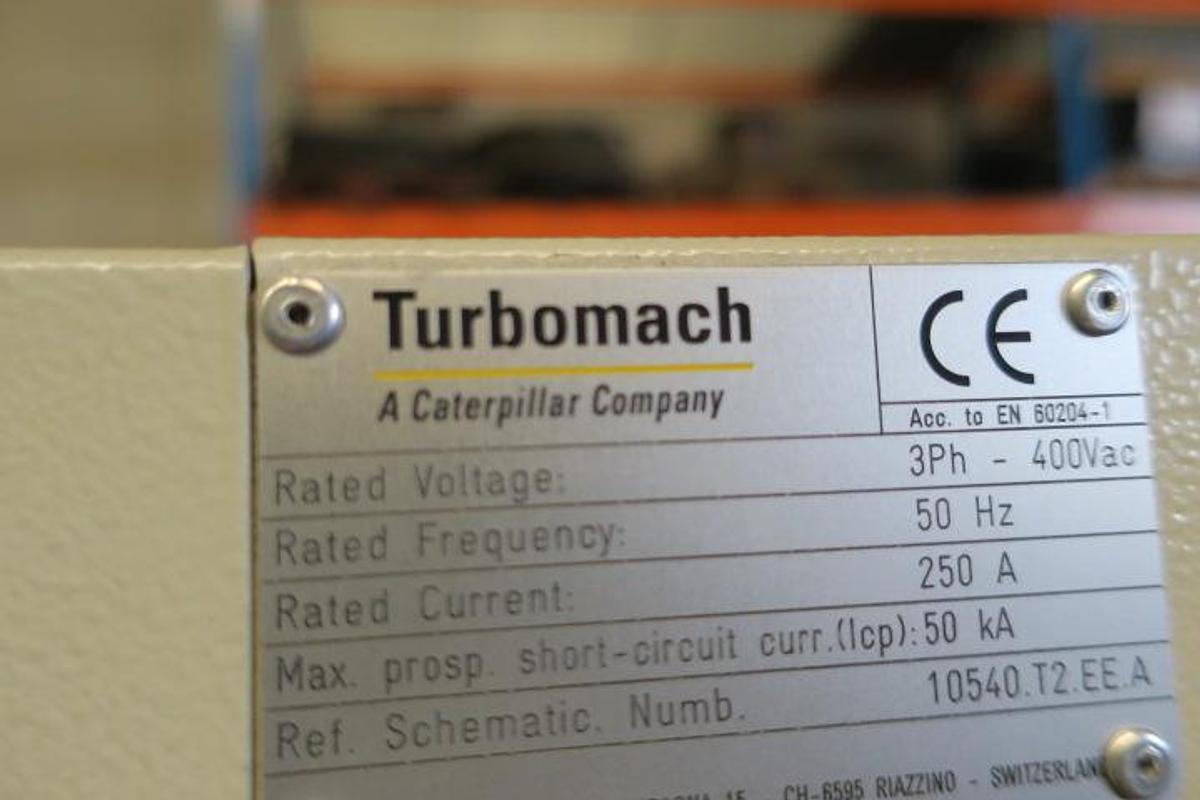 Turbomach
A Caterpillar Company
CE
Acc. to EN 60204-1
Rated Voltage: 3Ph - 400Vac
Rated Frequency: 50 Hz
Rated Current: 250 A
Max. prosp. short-circuit curr.(Icp): 50 kA
Ref. Schematic. Numb. 10540.T2.EE.A
CH-6595 RIAZZINO - SWITZERLAND